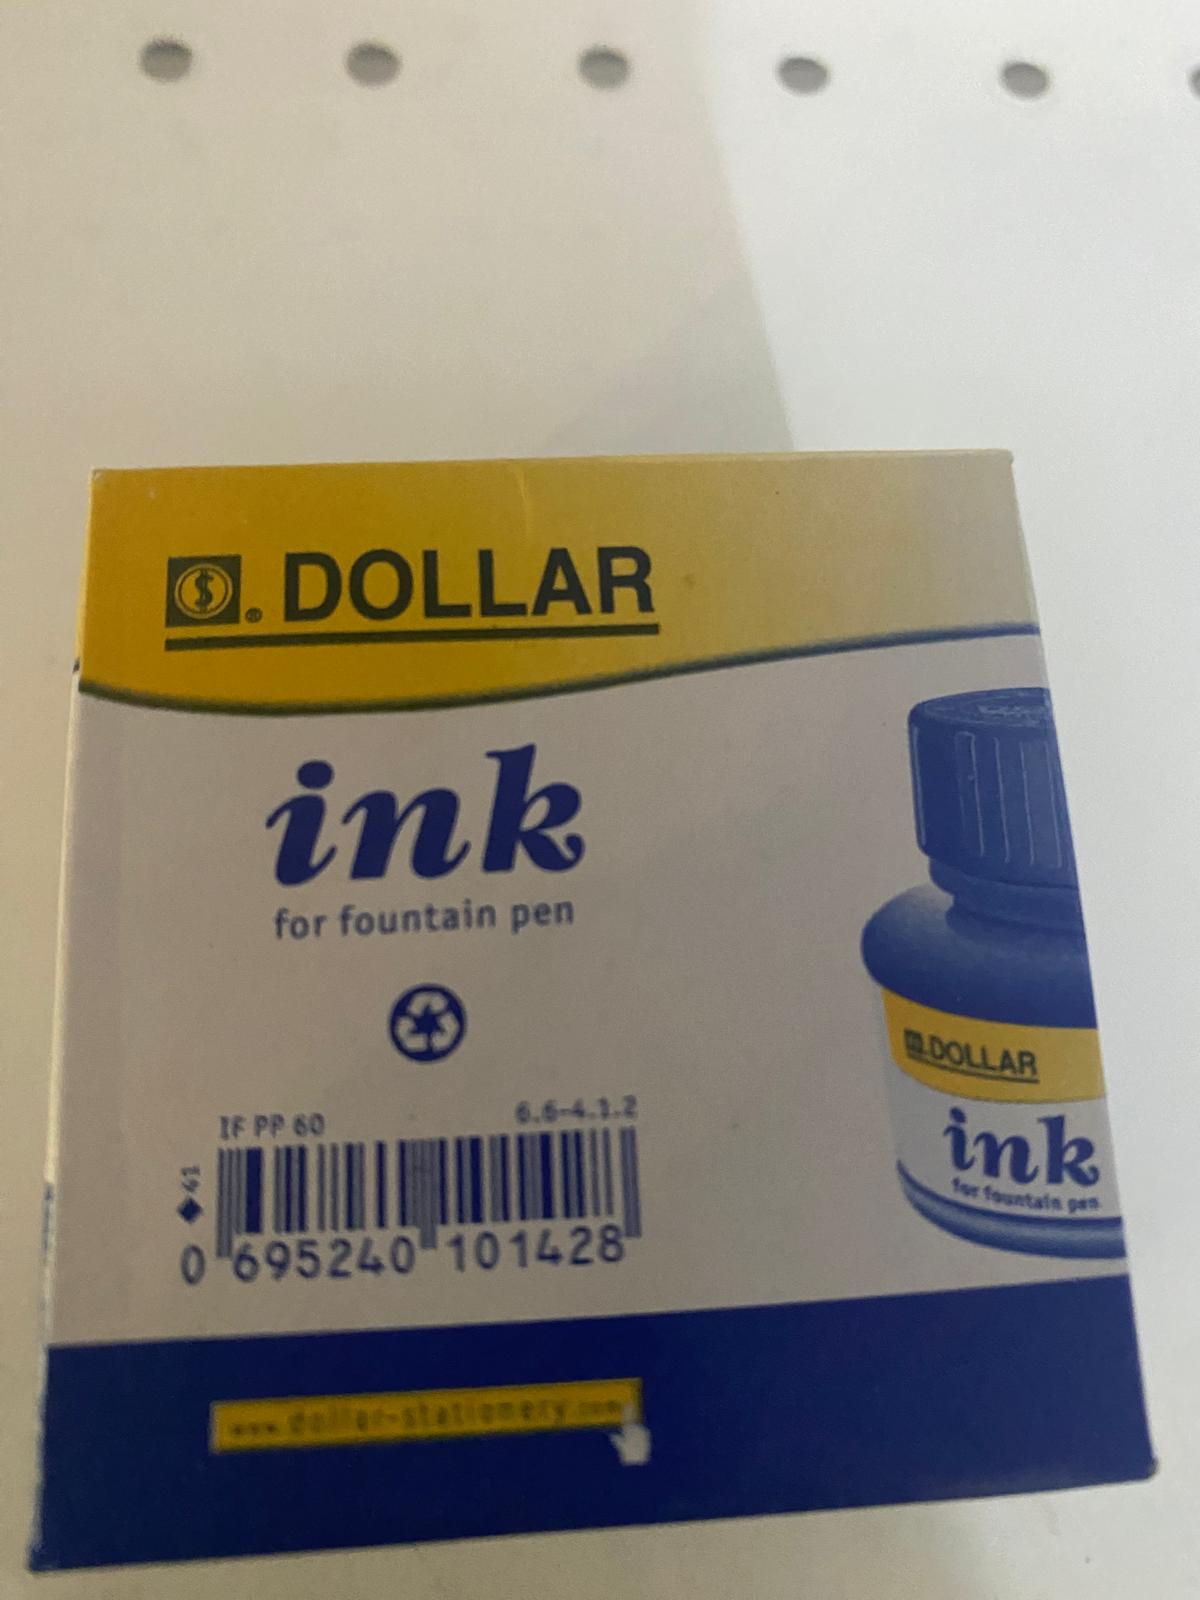 $® DOLLAR
ink
for fountain pen
IF PP 60 6.6-4.1.2
41
0 695240 101428
www.dollar-stationery.com
DOLLAR
ink
for fountain pen